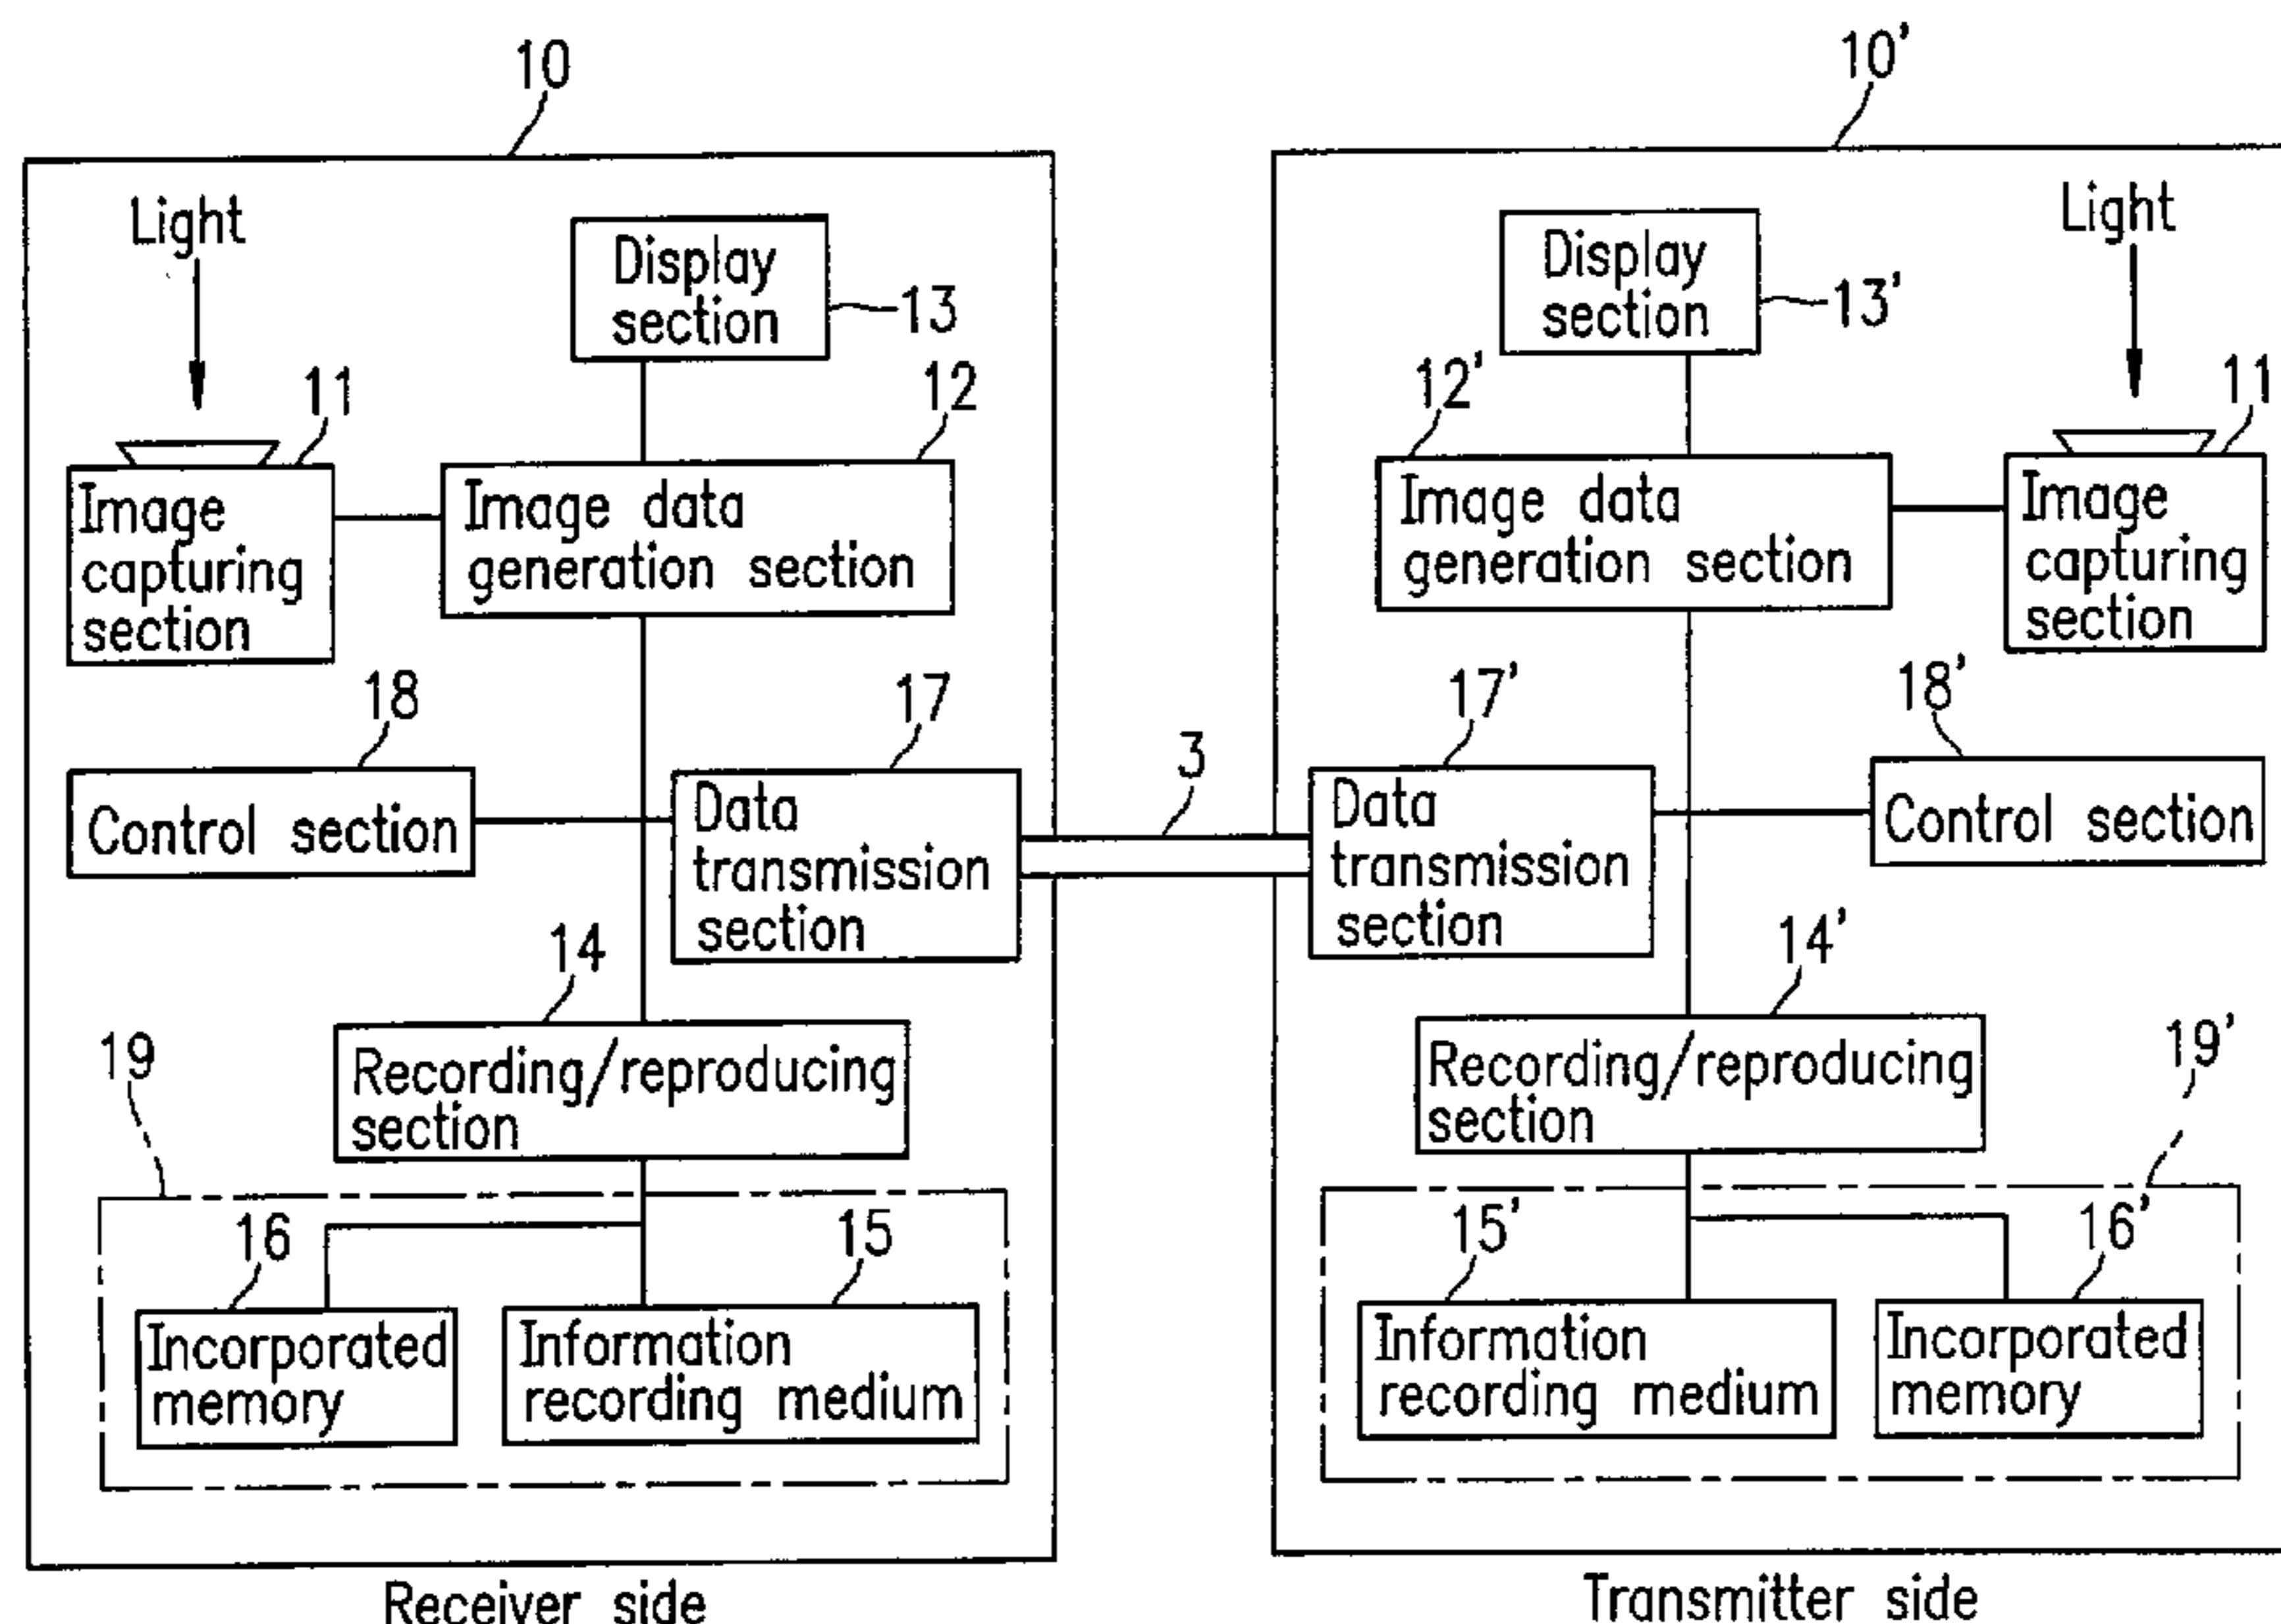 10
Light
Display
section
13
11
12
Image
capturing
section
Image data
generation section
18
17
Control section
Data
transmission
section
14
Recording/reproducing
section
19
16
15
Incorporated
memory
Information
recording medium
Receiver side
3
10'
Display
section
13'
Light
12'
11
Image data
generation section
Image
capturing
section
17'
18'
Data
transmission
section
Control section
14'
Recording/reproducing
section
19'
15'
16'
Information
recording medium
Incorporated
memory
Transmitter side